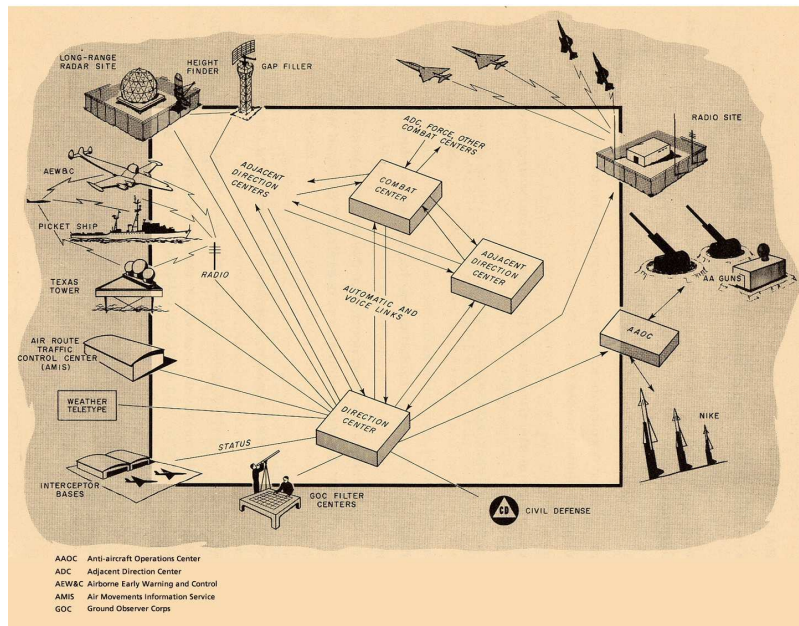 LONG-RANGE
RADAR SITE
HEIGHT
FINDER
GAP FILLER
RADIO SITE
ADC, FORCE, OTHER
COMBAT CENTERS
AEW&C
ADJACENT
DIRECTION
CENTERS
COMBAT
CENTER
PICKET SHIP
RADIO
ADJACENT
DIRECTION
CENTER
AA GUNS
TEXAS
TOWER
AUTOMATIC AND
VOICE LINKS
AAOC
AIR ROUTE
TRAFFIC
CONTROL CENTER
(AMIS)
WEATHER
TELETYPE
DIRECTION
CENTER
NIKE
STATUS
INTERCEPTOR
BASES
GOC FILTER
CENTERS
CD
CIVIL DEFENSE
AAOC Anti-aircraft Operations Center
ADC Adjacent Direction Center
AEW&C Airborne Early Warning and Control
AMIS Air Movements Information Service
GOC Ground Observer Corps